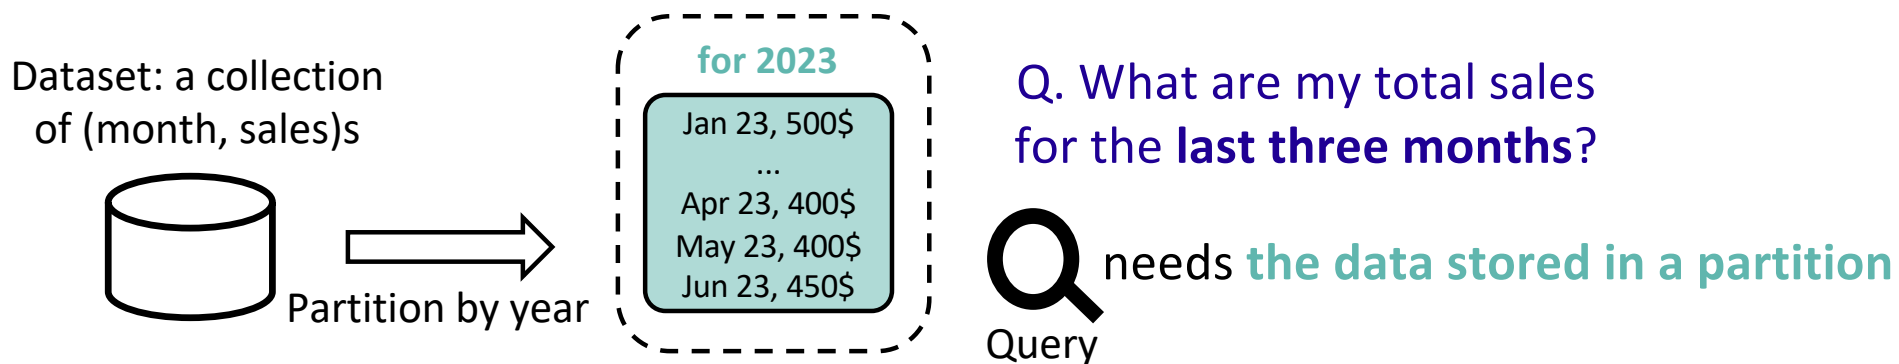 Dataset: a collection
of (month, sales)s
Partition by year
for 2023
Jan 23, 500$
...
Apr 23, 400$
May 23, 400$
Jun 23, 450$
Q. What are my total sales
for the last three months?
needs the data stored in a partition
Query